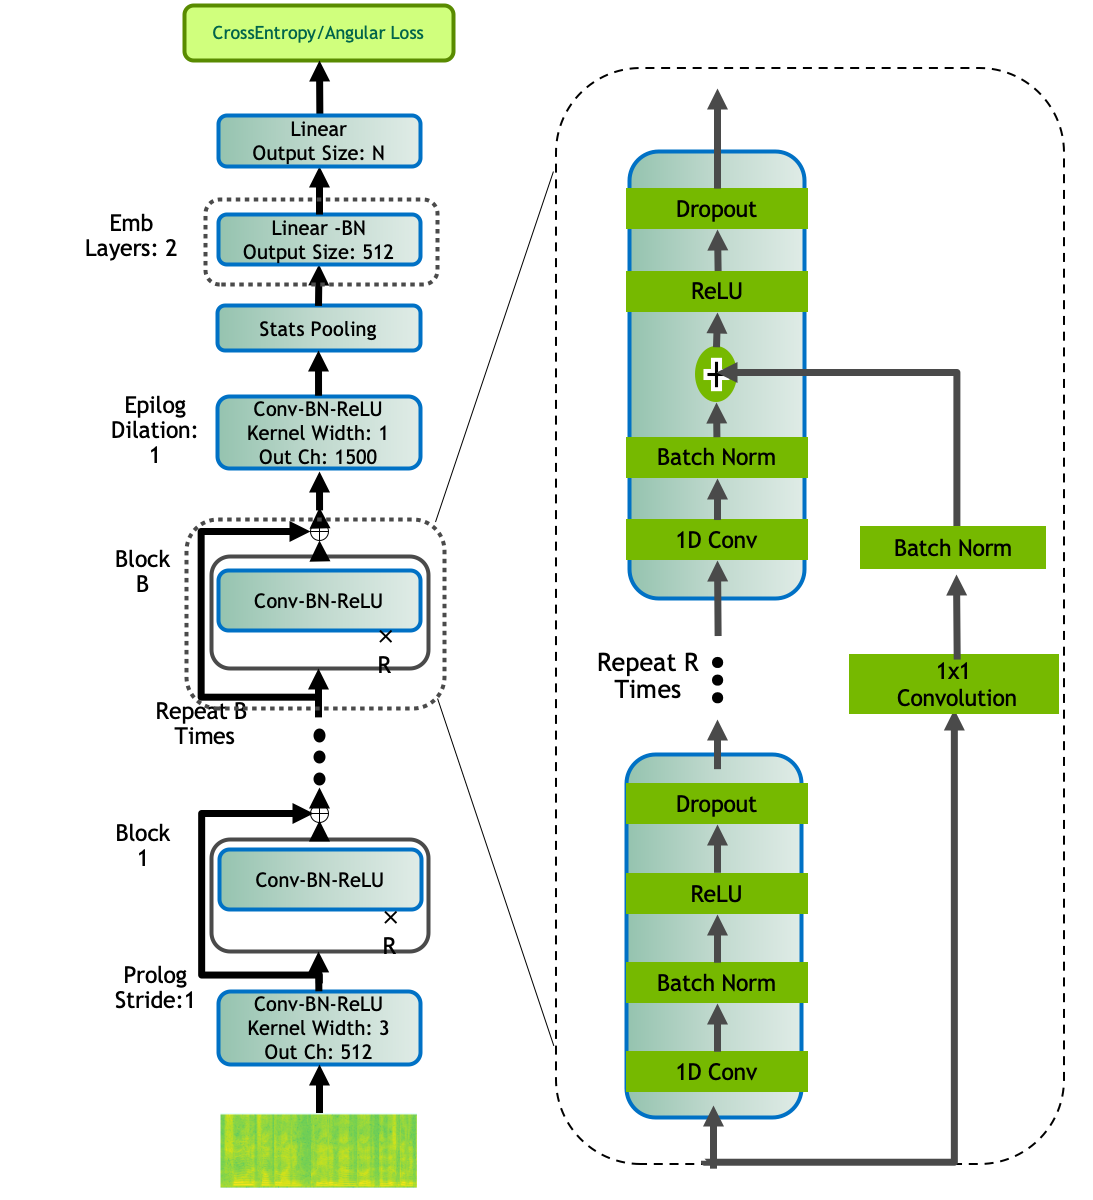 CrossEntropy/Angular Loss
Linear
Output Size: N
Emb
Layers: 2
Linear -BN
Output Size: 512
Stats Pooling
Epilog
Dilation:
1
Conv-BN-ReLU
Kernel Width: 1
Out Ch: 1500
Block
B
Conv-BN-ReLU
×
R
Repeat B
Times
Block
1
Conv-BN-ReLU
×
R
Prolog
Stride:1
Conv-BN-ReLU
Kernel Width: 3
Out Ch: 512
Dropout
ReLU
Batch Norm
1D Conv
Batch Norm
1x1
Convolution
Repeat R
Times
Dropout
ReLU
Batch Norm
1D Conv